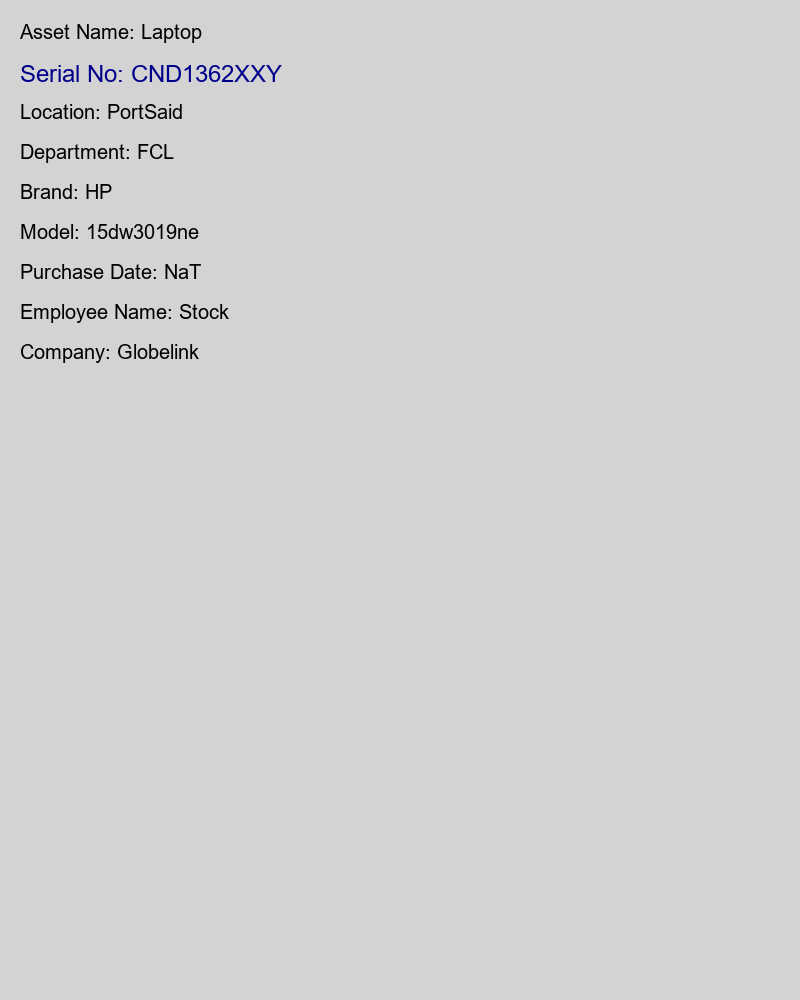 Asset Name: Laptop
Serial No: CND1362XXY
Location: PortSaid
Department: FCL
Brand: HP
Model: 15dw3019ne
Purchase Date: NaT
Employee Name: Stock
Company: Globelink